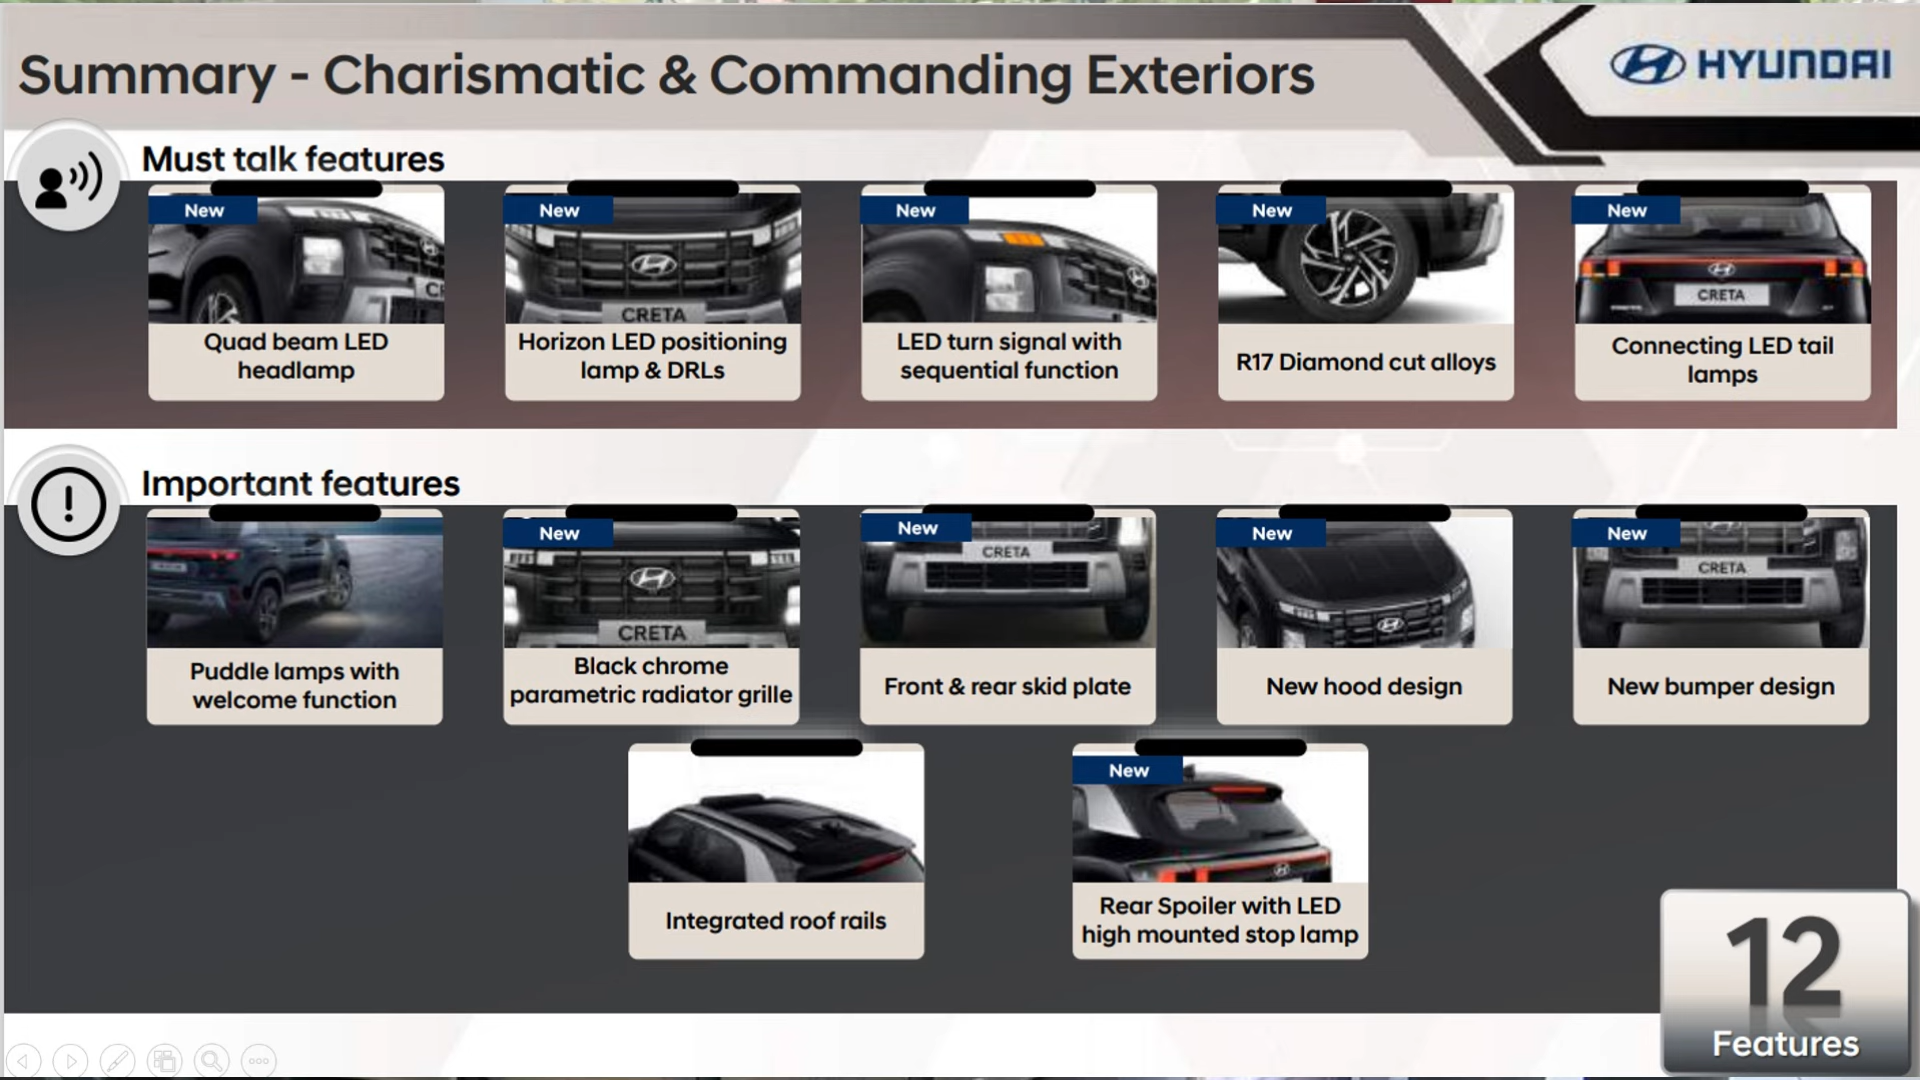 Summary - Charismatic & Commanding Exteriors
HYUNDAI
Must talk features
New
New
New
New
New
CRETA
CRETA
Quad beam LED
headlamp
Horizon LED positioning
lamp & DRLs
LED turn signal with
sequential function
R17 Diamond cut alloys
Connecting LED tail
lamps
Important features
New
New
New
New
CRETA
CRETA
CRETA
Puddle lamps with
welcome function
Black chrome
parametric radiator grille
Front & rear skid plate
New hood design
New bumper design
New
Integrated roof rails
Rear Spoiler with LED
high mounted stop lamp
12
Features